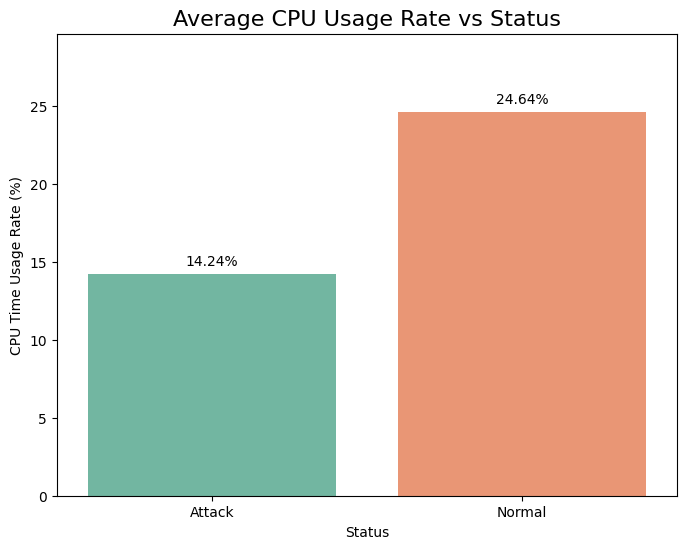 Average CPU Usage Rate vs Status
CPU Time Usage Rate (%)
25
20
15
10
5
0
14.24%
24.64%
Attack
Normal
Status